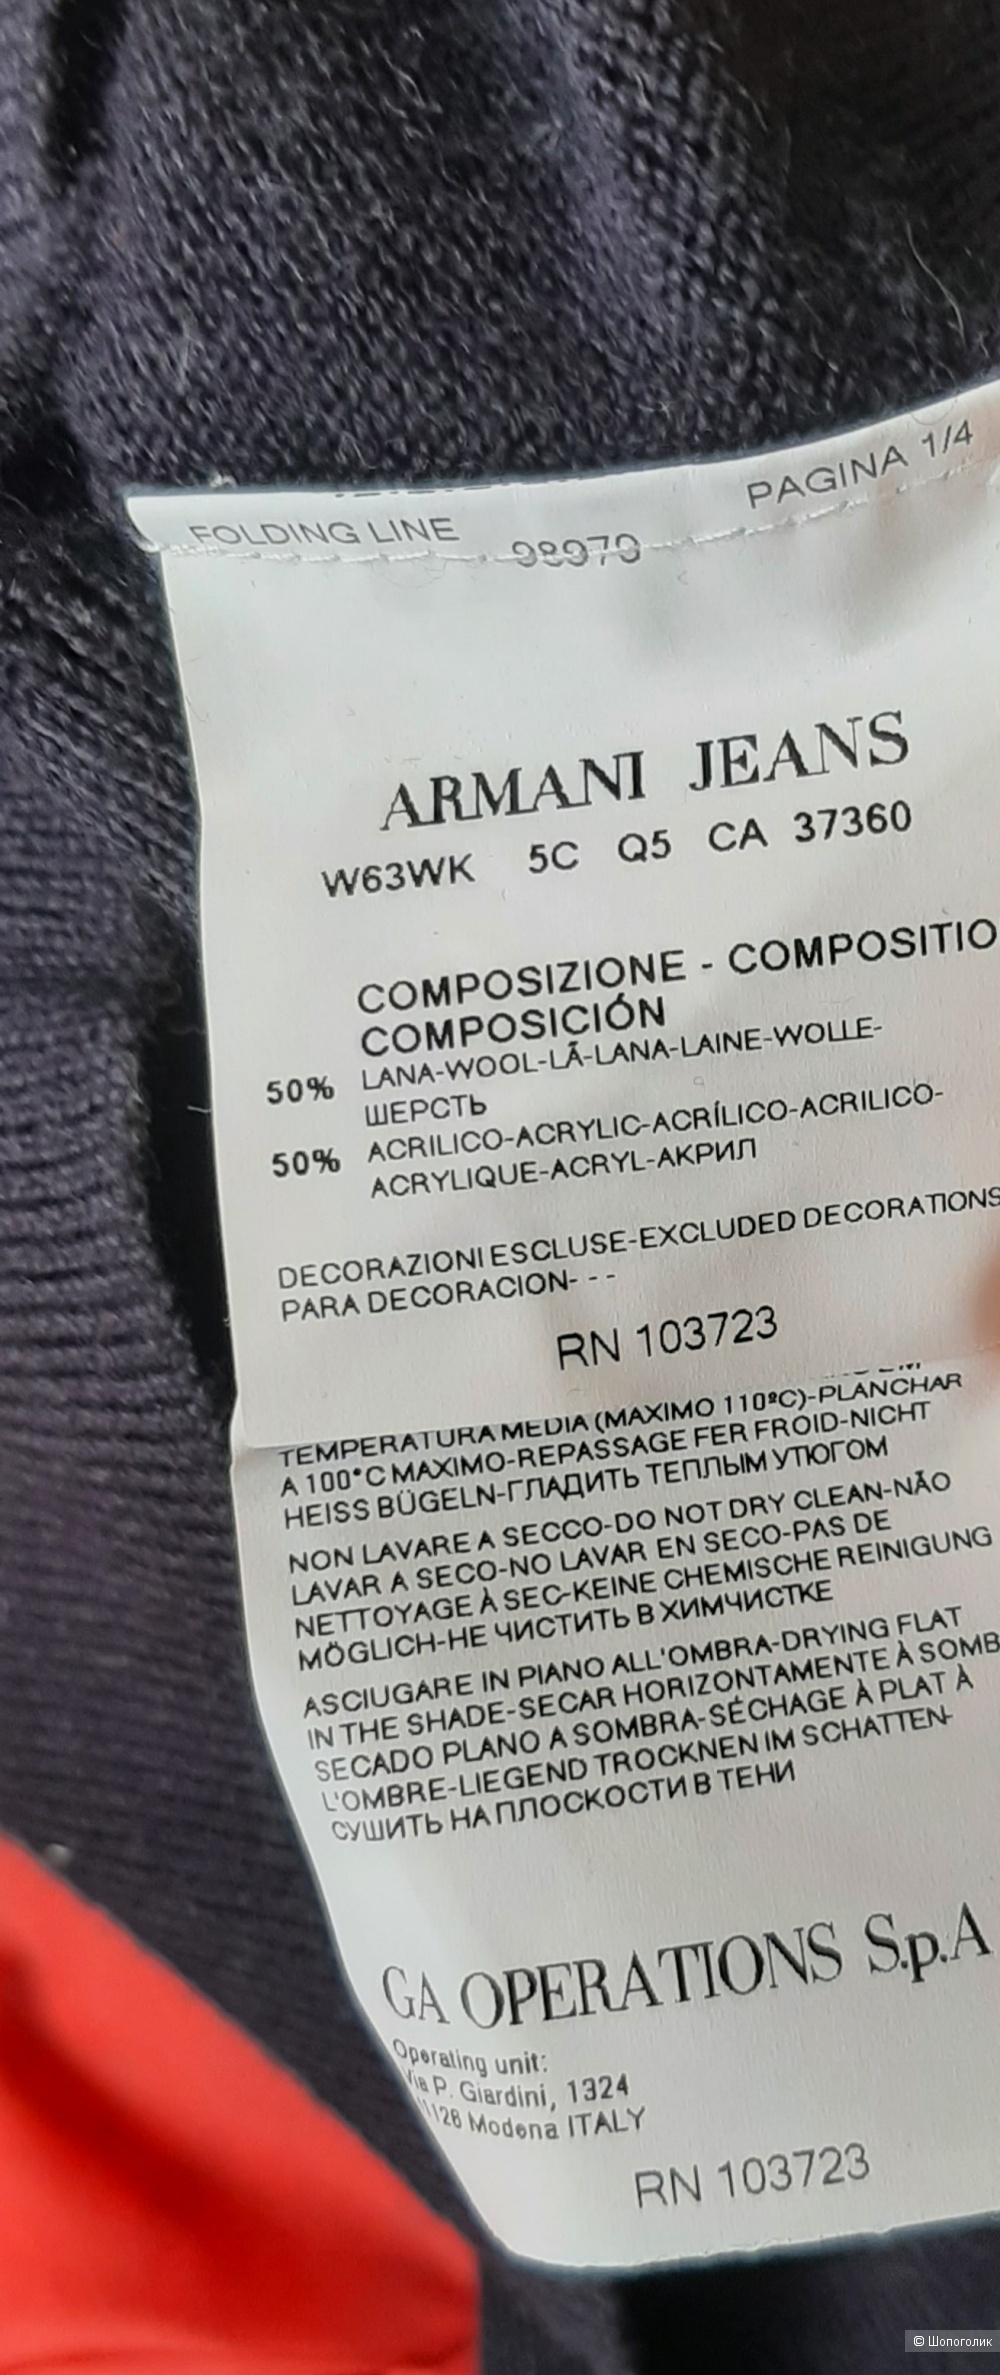 FOLDING LINE
PAGINA 1/4
98979
ARMANI JEANS
W63WK 5C Q5 CA 37360
COMPOSIZIONE - COMPOSITIO
COMPOSICIÓN
50% LANA-WOOL-LÃ-LANA-LAINE-WOLLE-
ШЕРСТЬ
50% ACRILICO-ACRYLIC-ACRÍLICO-ACRILICO-
ACRYLIQUE-ACRYL-АКРИЛ
DECORAZIONI ESCLUSE-EXCLUDED DECORATIONS
PARA DECORACION- - -
RN 103723
TEMPERATURA MEDIA (MAXIMO 110ºC)-PLANCHAR
A 100°C MAXIMO-REPASSAGE FER FROID-NICHT
HEISS BÜGELN-ГЛАДИТЬ ТЕПЛЫМ УТЮГОМ
NON LAVARE A SECCO-DO NOT DRY CLEAN-NÃO
LAVAR A SECO-NO LAVAR EN SECO-PAS DE
NETTOYAGE À SEC-KEINE CHEMISCHE REINIGUNG
MÖGLICH-НЕ ЧИСТИТЬ В ХИМЧИСТКЕ
ASCIUGARE IN PIANO ALL'OMBRA-DRYING FLAT
IN THE SHADE-SECAR HORIZONTAMENTE À SOMB
SECADO PLANO A SOMBRA-SÉCHAGE À PLAT À
L'OMBRE-LIEGEND TROCKNEN IM SCHATTEN-
СУШИТЬ НА ПЛОСКОСТИ В ТЕНИ
GA OPERATIONS S.p.A
Operating unit:
Via P. Giardini, 1324
Modena ITALY
RN 103723
© Шопоголик